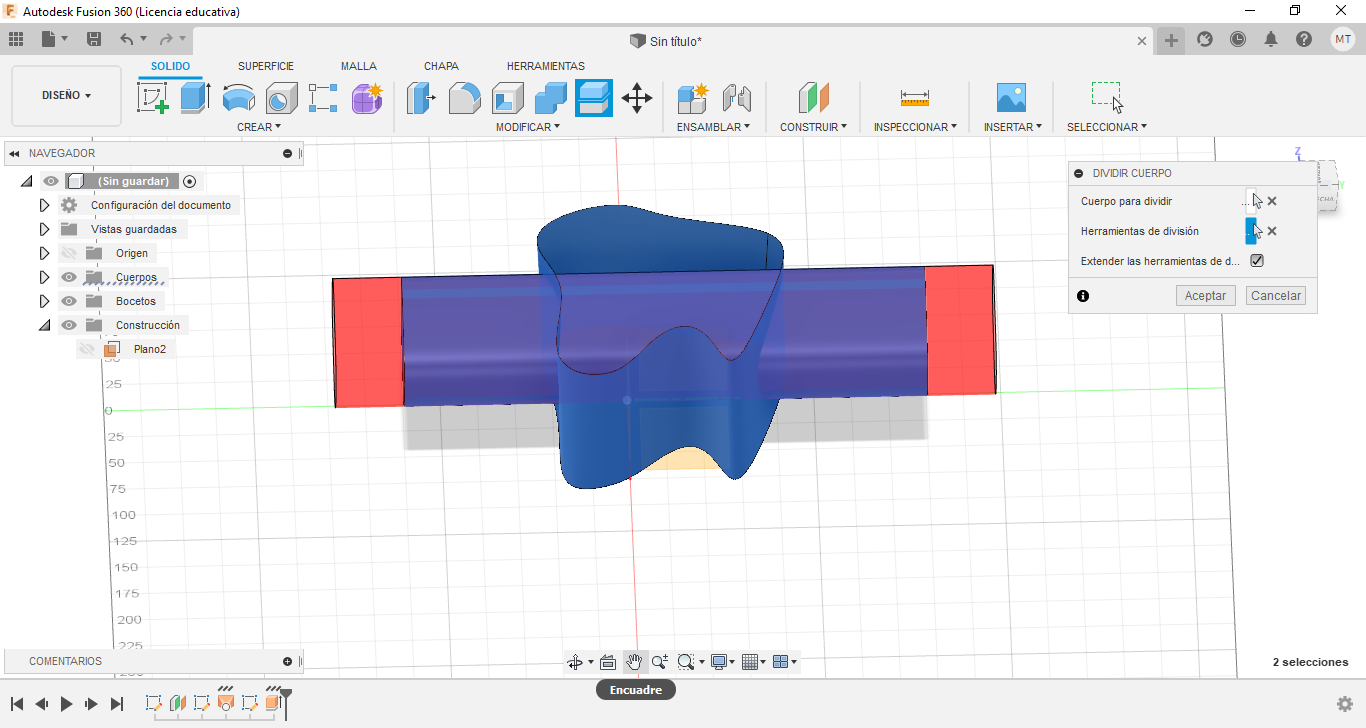 Autodesk Fusion 360 (Licencia educativa)
Sin título*
MT
DISEÑO
SOLIDO
SUPERFICIE
MALLA
CHAPA
HERRAMIENTAS
CREAR
MODIFICAR
ENSAMBLAR
CONSTRUIR
INSPECCIONAR
INSERTAR
SELECCIONAR
NAVEGADOR
(Sin guardar)
Configuración del documento
Vistas guardadas
Origen
Cuerpos
Bocetos
Construcción
Plano2
Z
Y
DIVIDIR CUERPO
Cuerpo para dividir
Herramientas de división
Extender las herramientas de d...
Aceptar
Cancelar
25
0
25
50
75
100
125
150
175
200
225
COMENTARIOS
2 selecciones
Encuadre